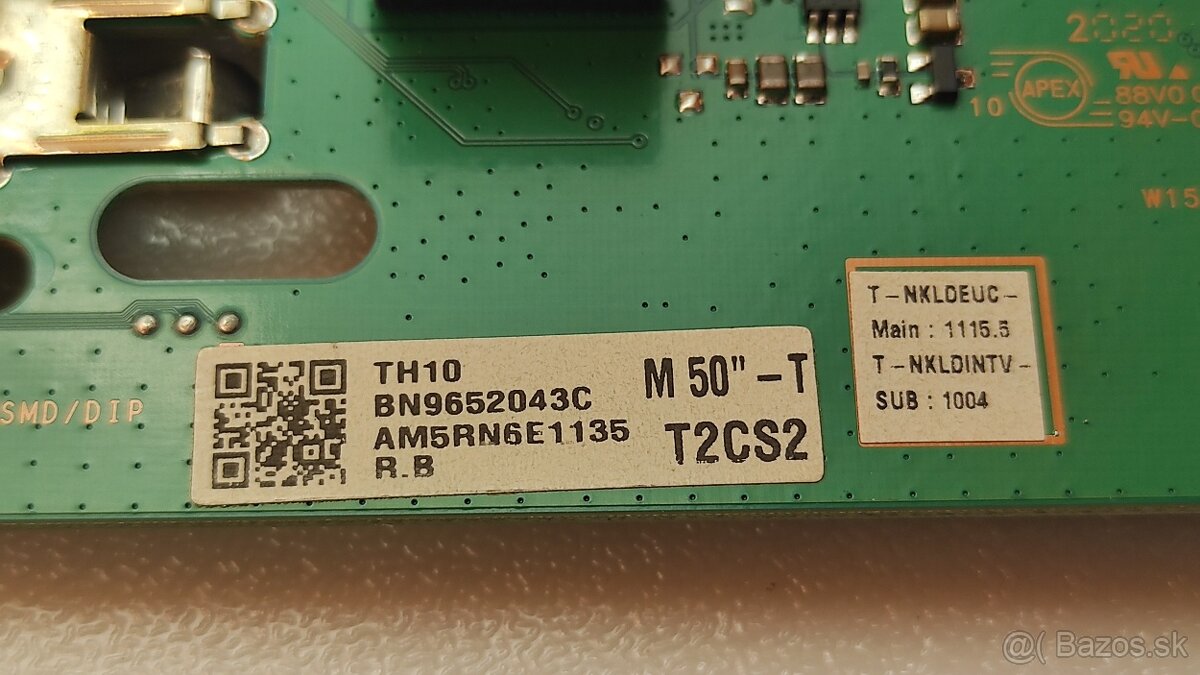 2020
APEX
10
88V0
94V-0
W15
SMD/DIP
TH10
BN9652043C
AM5RN6E1135
R.B
M 50" -T
T2CS2
T-NKLDEUC-
Main : 1115.5
T-NKLDINTV-
SUB : 1004
@( Bazos.sk